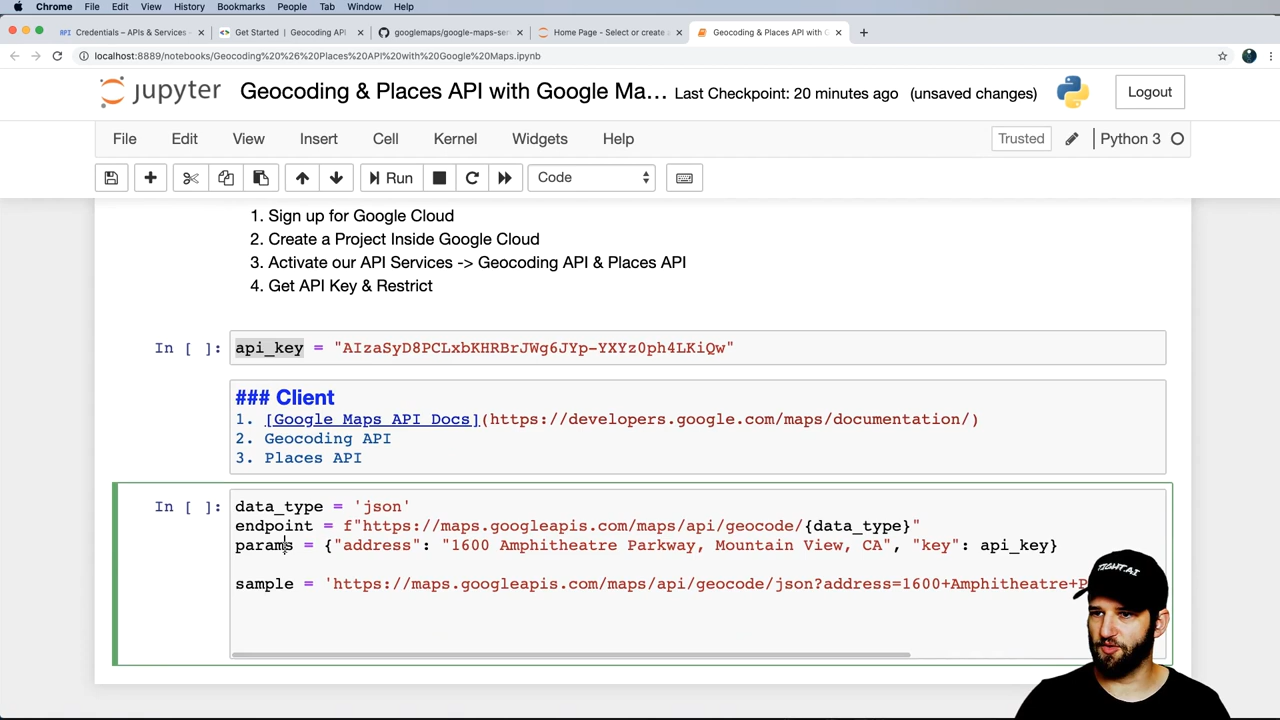 Chrome File Edit View History Bookmarks People Tab Window Help
Credentials – APIs & Services -
Get Started | Geocoding API
googlemaps/google-maps-ser
Home Page - Select or create
Geocoding & Places API with G
localhost:8889/notebooks/Geocoding%20%26%20Places%20API%20with%20Google%20Maps.ipynb
jupyter Geocoding & Places API with Google Ma... Last Checkpoint: 20 minutes ago (unsaved changes) Logout
File Edit View Insert Cell Kernel Widgets Help Trusted Python 3
Run Code
1. Sign up for Google Cloud
2. Create a Project Inside Google Cloud
3. Activate our API Services -> Geocoding API & Places API
4. Get API Key & Restrict
In [ ]: api_key = "AIzaSyD8PCLxbKHRBrJWg6JYp-YXYz0ph4LKiQw"
### Client
1. [Google Maps API Docs](https://developers.google.com/maps/documentation/)
2. Geocoding API
3. Places API
In [ ]: data_type = 'json'
endpoint = f"https://maps.googleapis.com/maps/api/geocode/{data_type}"
params = {"address": "1600 Amphitheatre Parkway, Mountain View, CA", "key": api_key}
sample = 'https://maps.googleapis.com/maps/api/geocode/json?address=1600+Amphitheatre+P